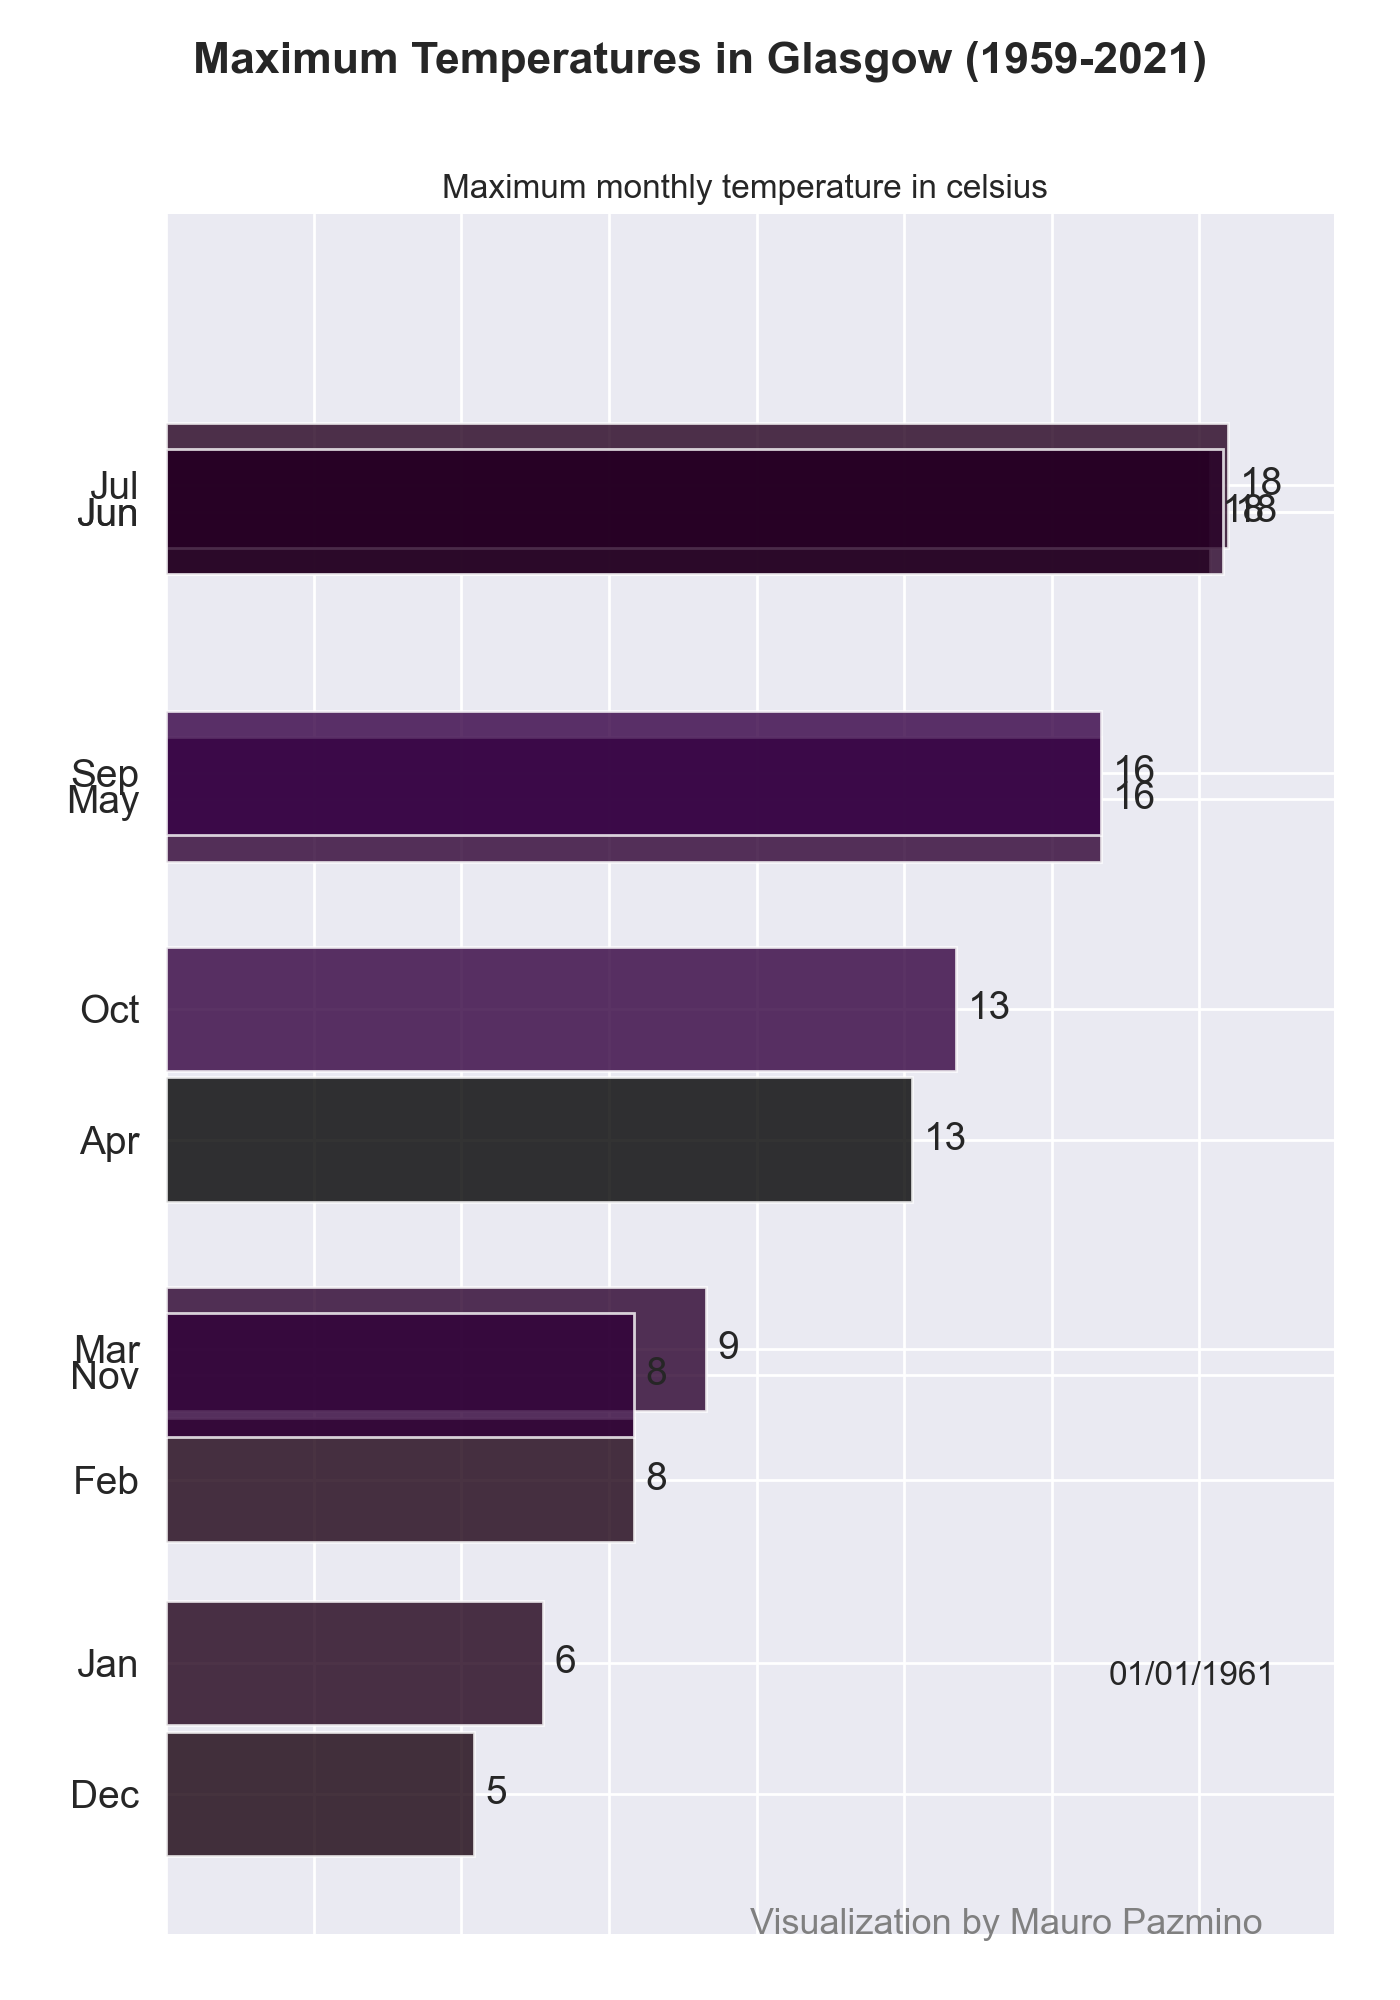 Maximum Temperatures in Glasgow (1959-2021)
Maximum monthly temperature in celsius
Jul 18
Jun 18 18
Sep 16
May 16
Oct 13
Apr 13
Mar 9
Nov 8
Feb 8
Jan 6
01/01/1961
Dec 5
Visualization by Mauro Pazmino